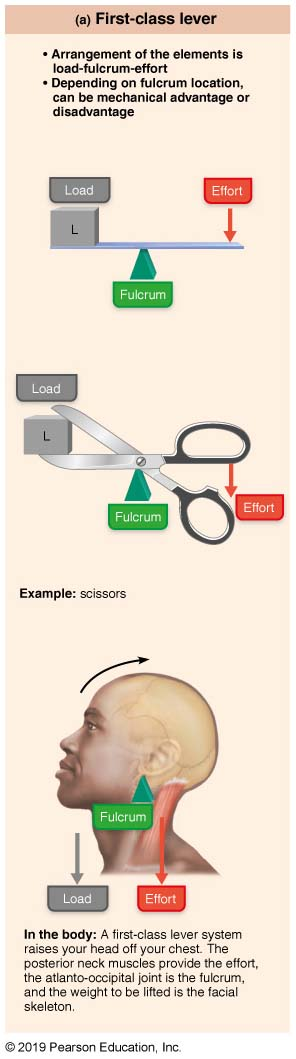 (a) First-class lever
• Arrangement of the elements is
load-fulcrum-effort
• Depending on fulcrum location,
can be mechanical advantage or
disadvantage
Load
Effort
L
Fulcrum
Load
L
Fulcrum
Effort
Example: scissors
Fulcrum
Load
Effort
In the body: A first-class lever system
raises your head off your chest. The
posterior neck muscles provide the effort,
the atlanto-occipital joint is the fulcrum,
and the weight to be lifted is the facial
skeleton.
© 2019 Pearson Education, Inc.